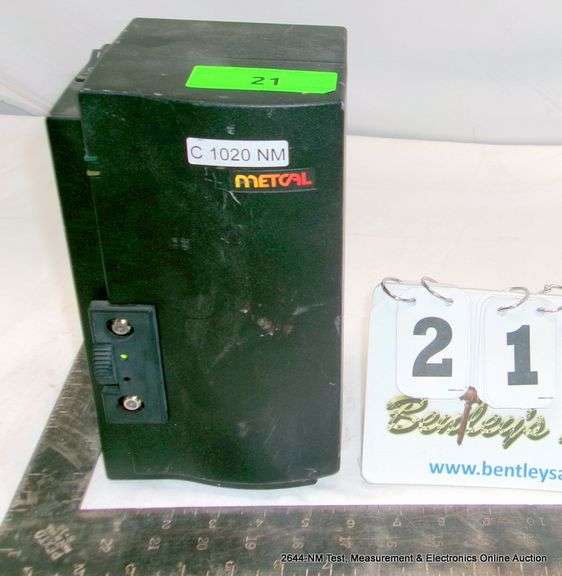 21
C 1020 NM
METCAL
2 1
Bentley's
www.bentleysa
2644-NM Test, Measurement & Electronics Online Auction